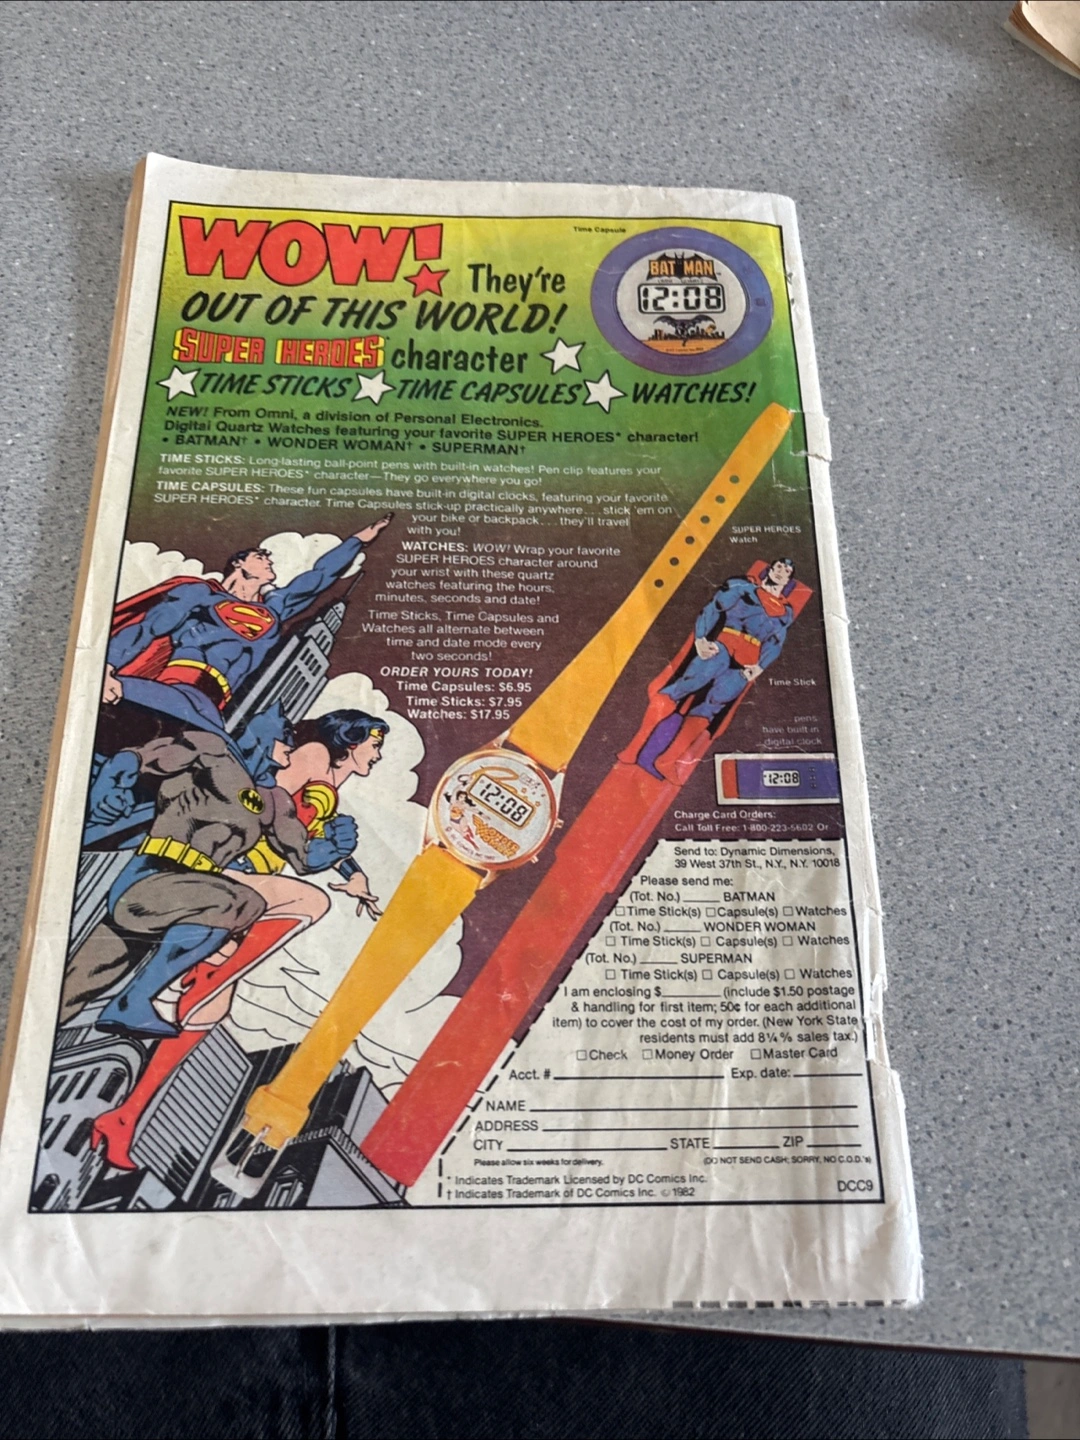 WOW! They're
OUT OF THIS WORLD!
SUPER HEROES character
TIME STICKS TIME CAPSULES WATCHES!
Time Capsule
BATMAN
12:08
NEW! From Omni, a division of Personal Electronics.
Digital Quartz Watches featuring your favorite SUPER HEROES* character!
• BATMAN† • WONDER WOMAN† • SUPERMAN†
TIME STICKS: Long-lasting ball-point pens with built-in watches! Pen clip features your
favorite SUPER HEROES* character—They go everywhere you go!
TIME CAPSULES: These fun capsules have built-in digital clocks, featuring your favorite
SUPER HEROES* character. Time Capsules stick-up practically anywhere... stick 'em on
your bike or backpack... they'll travel
with you!
WATCHES: WOW! Wrap your favorite
SUPER HEROES character around
your wrist with these quartz
watches featuring the hours,
minutes, seconds and date!
Time Sticks, Time Capsules and
Watches all alternate between
time and date mode every
two seconds!
ORDER YOURS TODAY!
Time Capsules: $6.95
Time Sticks: $7.95
Watches: $17.95
SUPER HEROES
Watch
Time Stick
...pens
have built in
digital clock
12:08
12:08
WONDER WOMAN
Charge Card Orders:
Call Toll Free: 1-800-223-5602 Or
Send to: Dynamic Dimensions,
39 West 37th St., N.Y., N.Y. 10018
Please send me:
(Tot. No.) _____ BATMAN
☐ Time Stick(s) ☐ Capsule(s) ☐ Watches
(Tot. No.) _____ WONDER WOMAN
☐ Time Stick(s) ☐ Capsule(s) ☐ Watches
(Tot. No.) _____ SUPERMAN
☐ Time Stick(s) ☐ Capsule(s) ☐ Watches
I am enclosing $________ (include $1.50 postage
& handling for first item; 50¢ for each additional
item) to cover the cost of my order. (New York State
residents must add 8¼% sales tax.)
☐ Check ☐ Money Order ☐ Master Card
Acct. # ____________ Exp. date: ______
NAME ____________
ADDRESS ____________
CITY ____________ STATE ______ ZIP ______
Please allow six weeks for delivery. (DO NOT SEND CASH; SORRY, NO C.O.D.'s)
* Indicates Trademark Licensed by DC Comics Inc.
† Indicates Trademark of DC Comics Inc. © 1982
DCC9